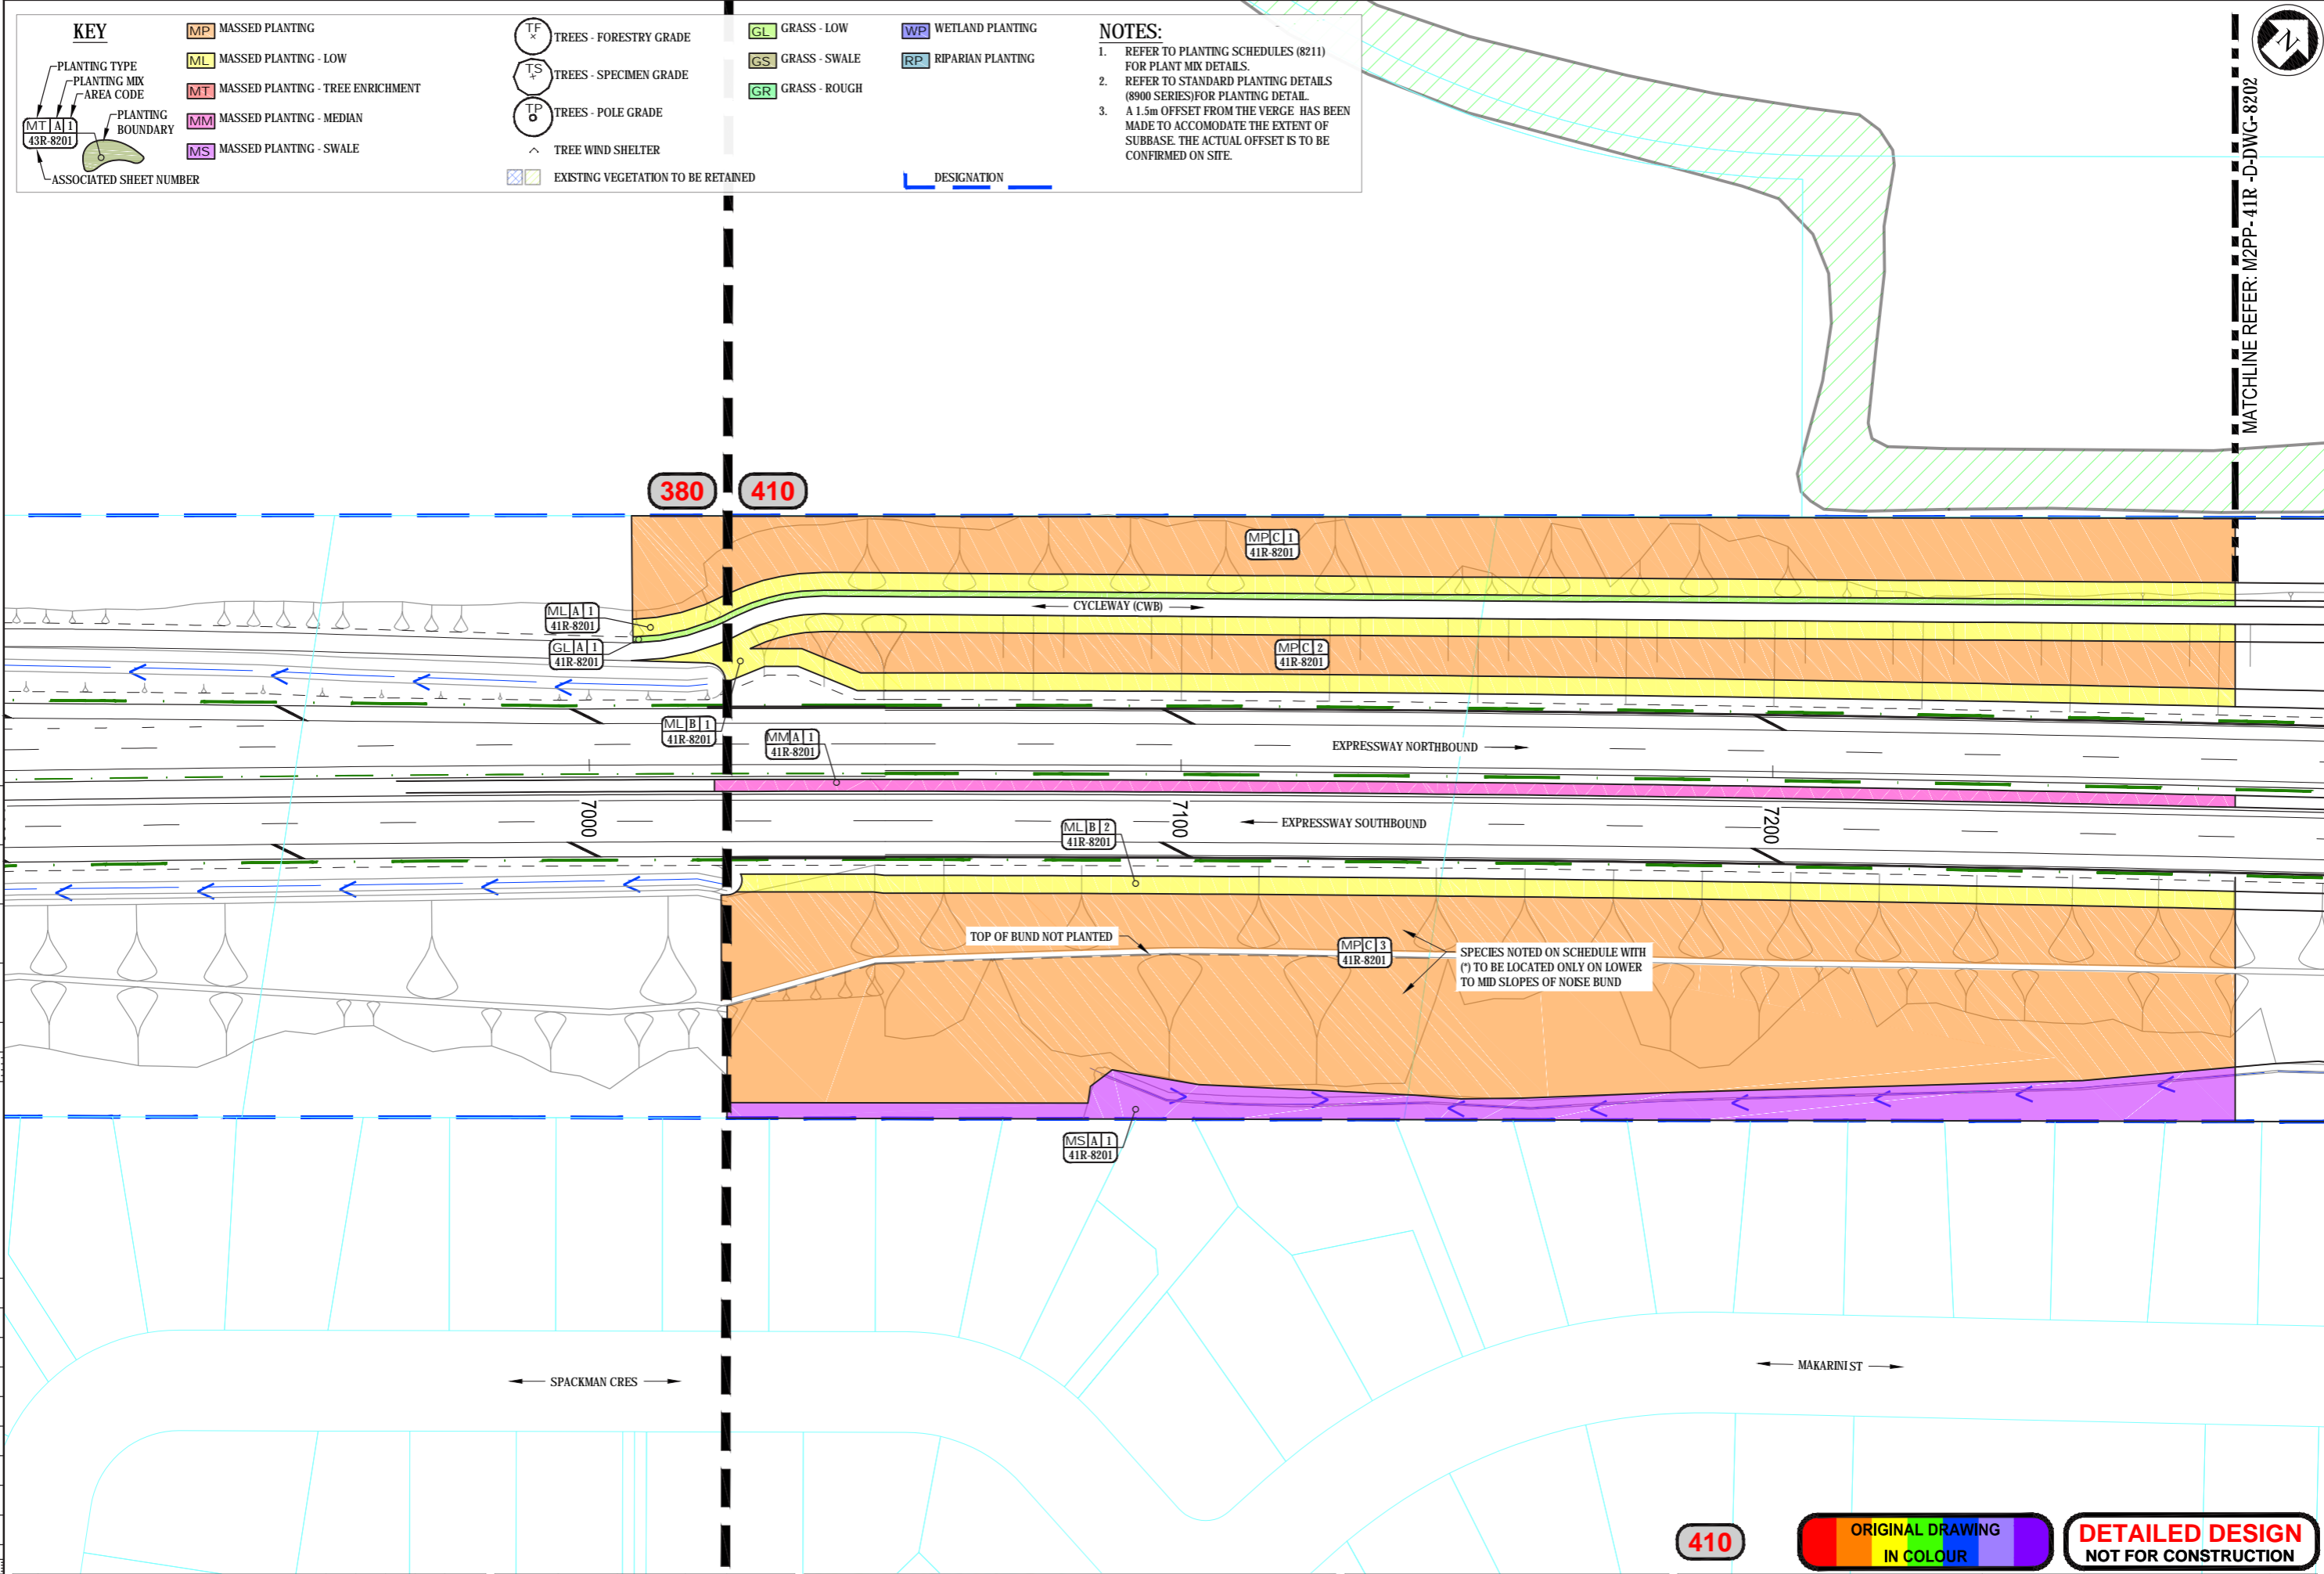 KEY
PLANTING TYPE
PLANTING MIX
AREA CODE
MT A 1
43R-8201
PLANTING
BOUNDARY
ASSOCIATED SHEET NUMBER
MP MASSED PLANTING
ML MASSED PLANTING - LOW
MT MASSED PLANTING - TREE ENRICHMENT
MM MASSED PLANTING - MEDIAN
MS MASSED PLANTING - SWALE
TF TREES - FORESTRY GRADE
TS TREES - SPECIMEN GRADE
TP TREES - POLE GRADE
TREE WIND SHELTER
EXISTING VEGETATION TO BE RETAINED
GL GRASS - LOW
GS GRASS - SWALE
GR GRASS - ROUGH
WP WETLAND PLANTING
RP RIPARIAN PLANTING
DESIGNATION
NOTES:
1. REFER TO PLANTING SCHEDULES (8211)
FOR PLANT MIX DETAILS.
2. REFER TO STANDARD PLANTING DETAILS
(8900 SERIES)FOR PLANTING DETAIL.
3. A 1.5m OFFSET FROM THE VERGE HAS BEEN
MADE TO ACCOMODATE THE EXTENT OF
SUBBASE. THE ACTUAL OFFSET IS TO BE
CONFIRMED ON SITE.
N
MATCHLINE REFER: M2PP-41R -D-DWG-8202
380
410
MP C 1
41R-8201
ML A 1
41R-8201
CYCLEWAY (CWB)
GL A 1
41R-8201
MP C 2
41R-8201
ML B 1
41R-8201
MM A 1
41R-8201
EXPRESSWAY NORTHBOUND
7000
7100
7200
ML B 2
41R-8201
EXPRESSWAY SOUTHBOUND
TOP OF BUND NOT PLANTED
MP C 3
41R-8201
SPECIES NOTED ON SCHEDULE WITH
(*) TO BE LOCATED ONLY ON LOWER
TO MID SLOPES OF NOISE BUND
MS A 1
41R-8201
SPACKMAN CRES
MAKARINI ST
410
ORIGINAL DRAWING
IN COLOUR
DETAILED DESIGN
NOT FOR CONSTRUCTION